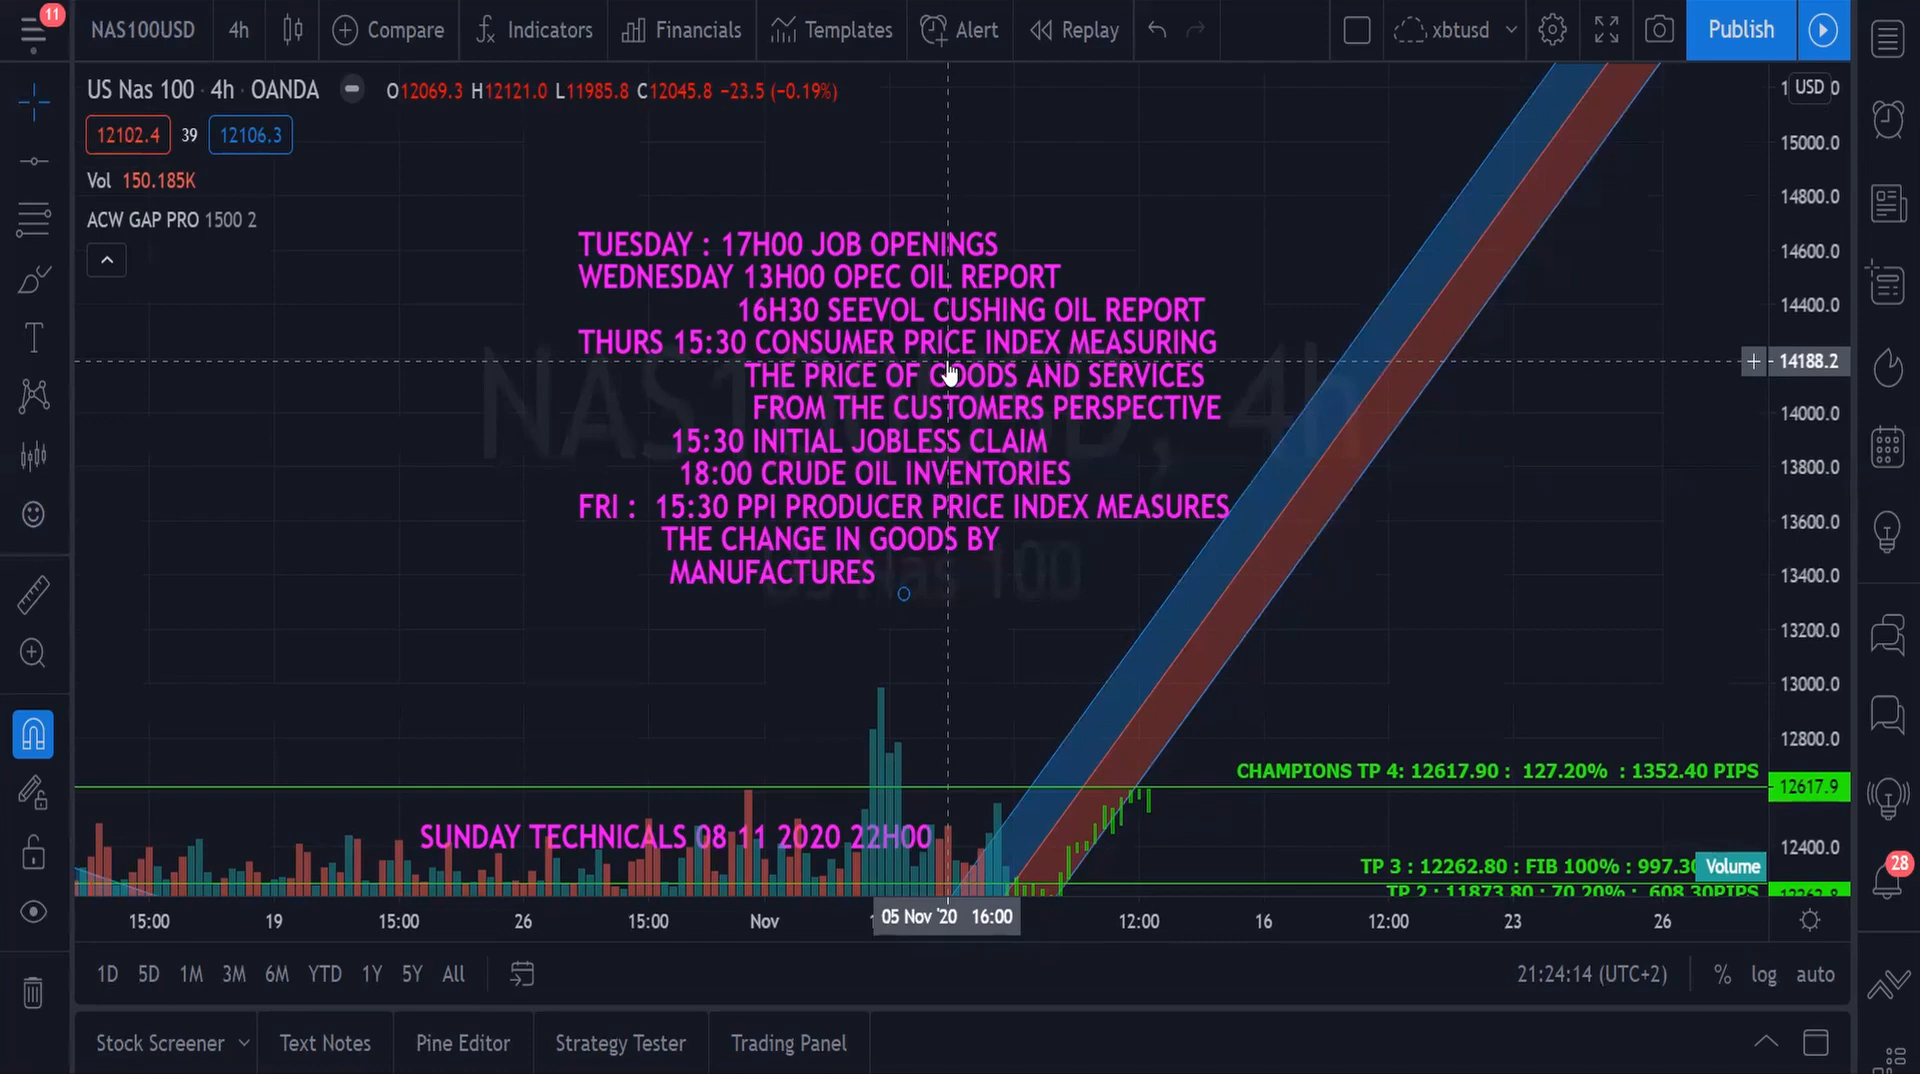 11
NAS100USD 4h Compare Indicators Financials Templates Alert Replay xbtusd Publish
US Nas 100 · 4h · OANDA O12069.3 H12121.0 L11985.8 C12045.8 −23.5 (−0.19%)
12102.4 39 12106.3
Vol 150.185K
ACW GAP PRO 1500 2
TUESDAY : 17H00 JOB OPENINGS
WEDNESDAY 13H00 OPEC OIL REPORT
16H30 SEEVOL CUSHING OIL REPORT
THURS 15:30 CONSUMER PRICE INDEX MEASURING
THE PRICE OF GOODS AND SERVICES
FROM THE CUSTOMERS PERSPECTIVE
15:30 INITIAL JOBLESS CLAIM
18:00 CRUDE OIL INVENTORIES
FRI : 15:30 PPI PRODUCER PRICE INDEX MEASURES
THE CHANGE IN GOODS BY
MANUFACTURES
NAS100USD, 4h
US Nas 100
USD
15000.0
14800.0
14600.0
14400.0
14188.2
14000.0
13800.0
13600.0
13400.0
13200.0
13000.0
12800.0
CHAMPIONS TP 4: 12617.90 : 127.20% : 1352.40 PIPS
12617.9
SUNDAY TECHNICALS 08 11 2020 22H00
12400.0
TP 3 : 12262.80 : FIB 100% : 997.30
Volume
28
TP 2 : 11873.80 : 70.20% : 608.30PIPS
12262.8
15:00 19 15:00 26 15:00 Nov 05 Nov '20 16:00 12:00 16 12:00 23 26
1D 5D 1M 3M 6M YTD 1Y 5Y All 21:24:14 (UTC+2) % log auto
Stock Screener Text Notes Pine Editor Strategy Tester Trading Panel